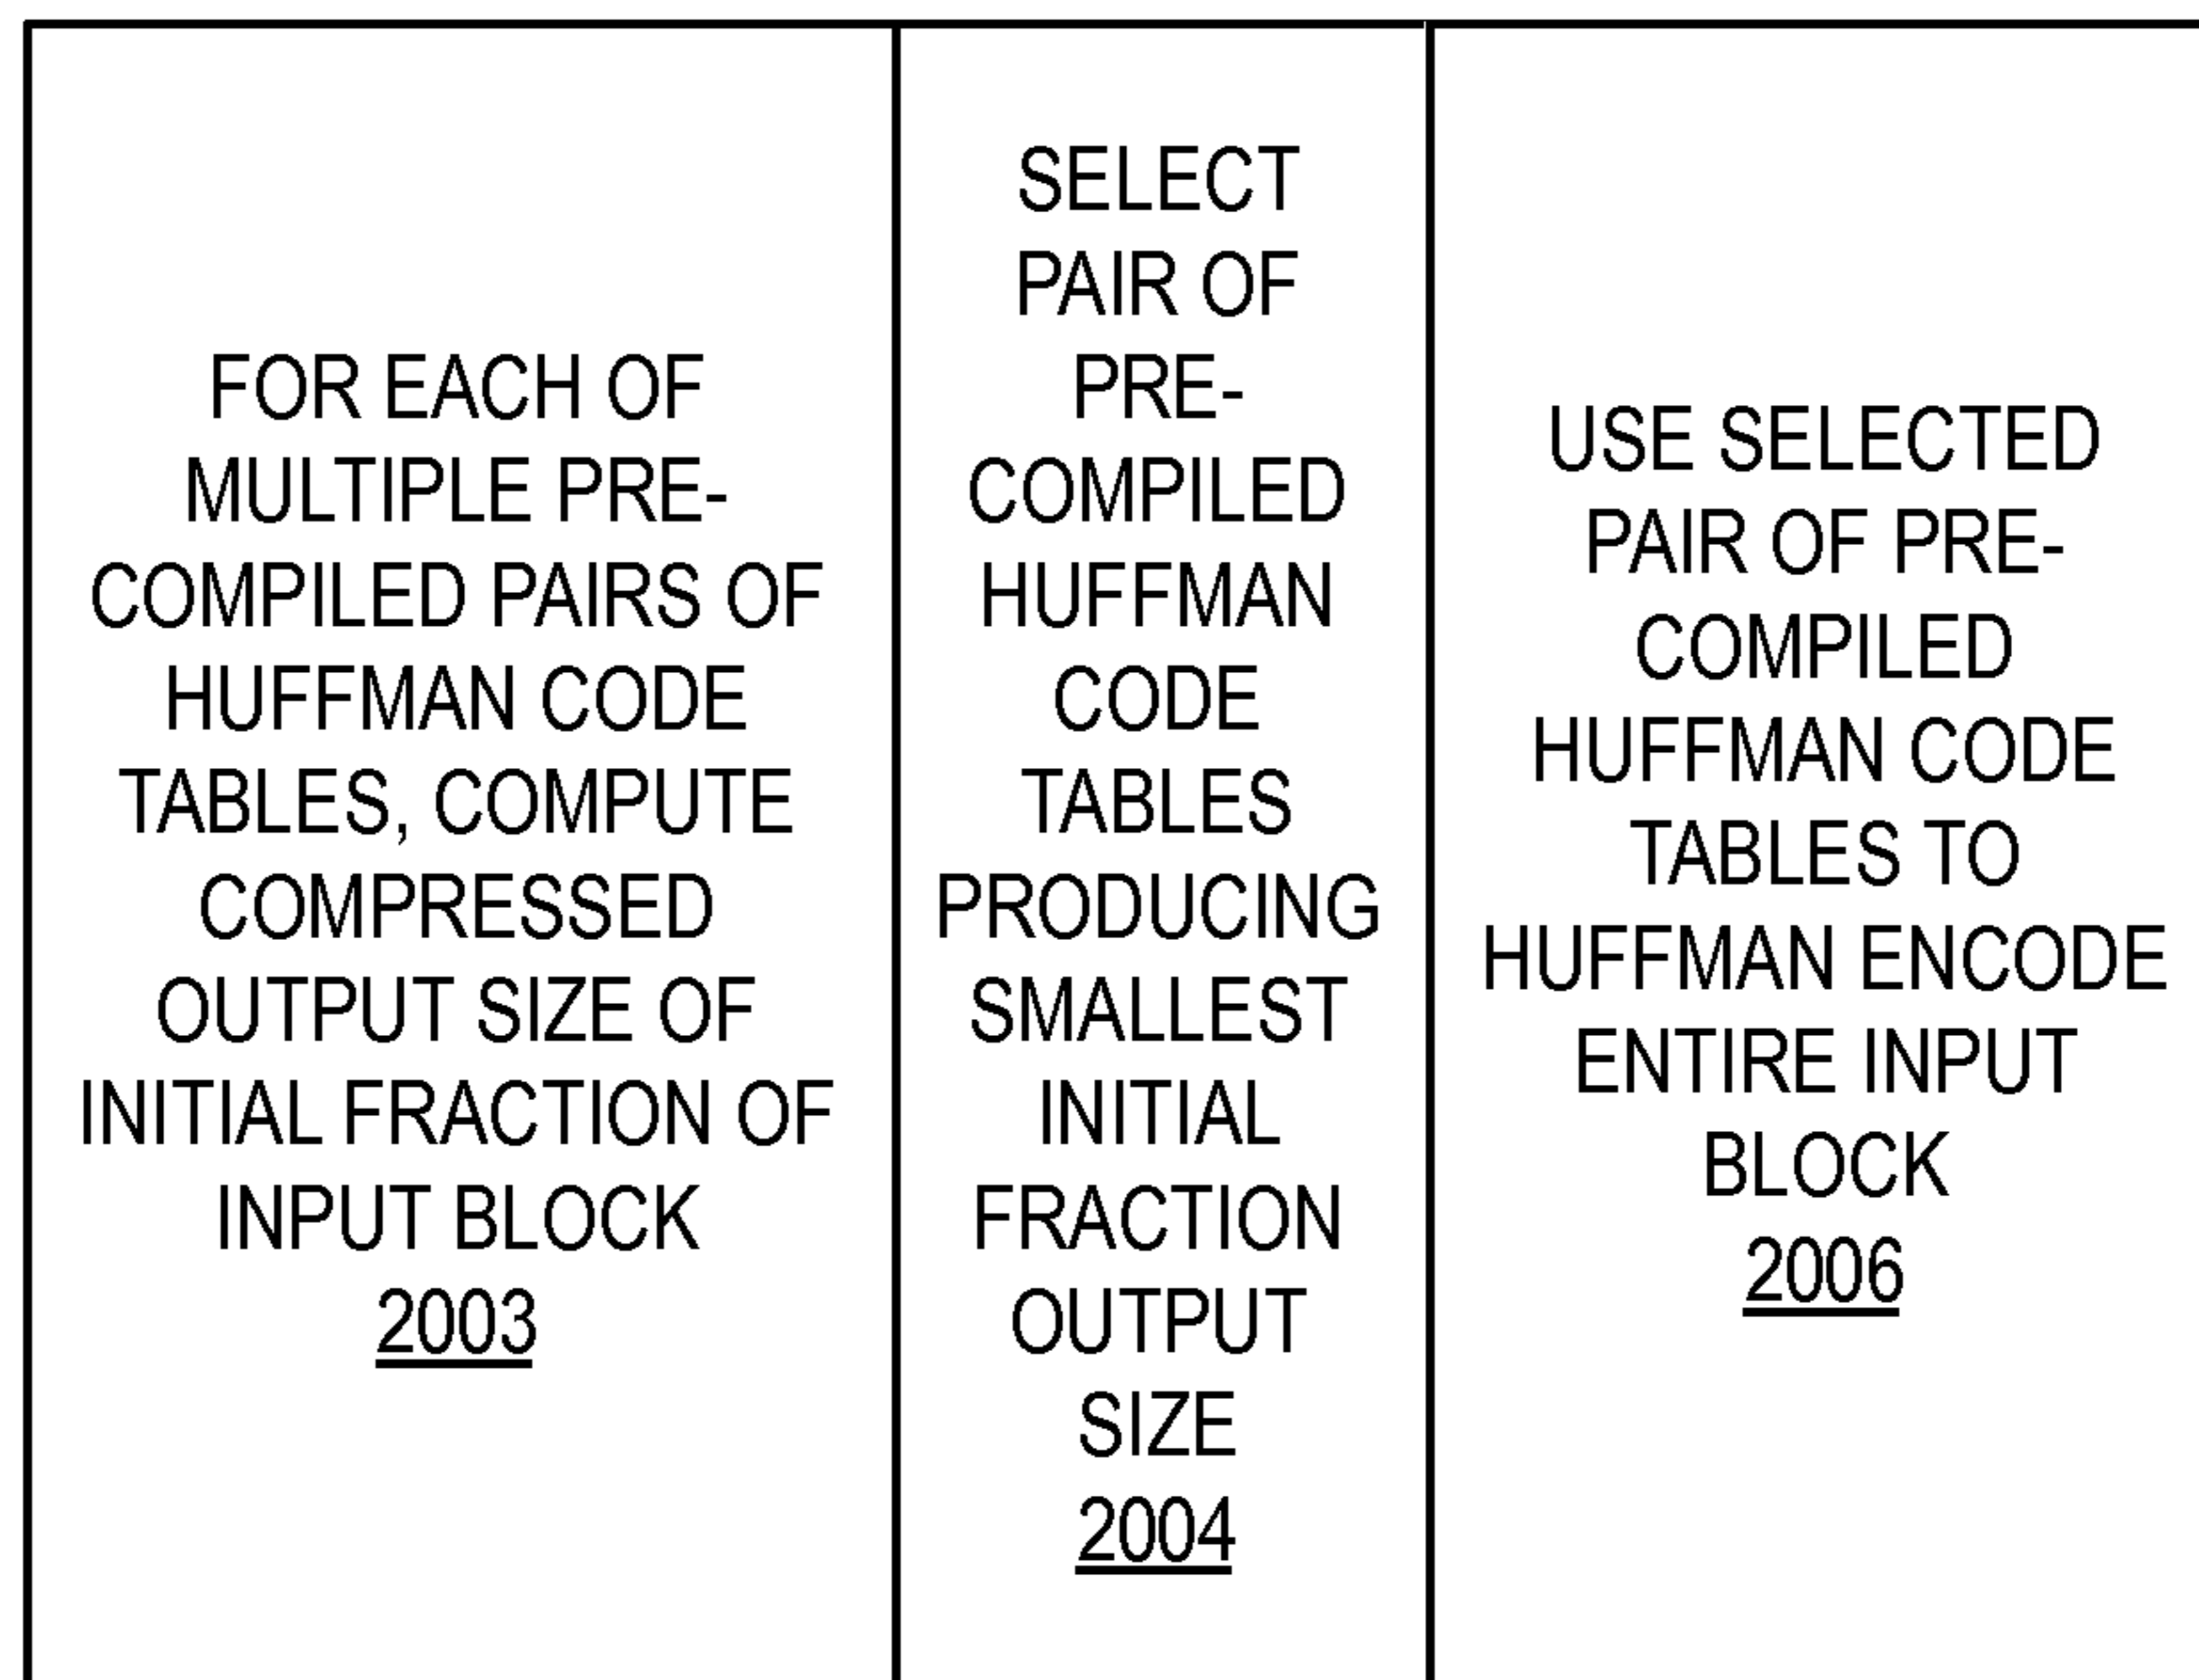 FOR EACH OF
MULTIPLE PRE-
COMPILED PAIRS OF
HUFFMAN CODE
TABLES, COMPUTE
COMPRESSED
OUTPUT SIZE OF
INITIAL FRACTION OF
INPUT BLOCK
2003
SELECT
PAIR OF
PRE-
COMPILED
HUFFMAN
CODE
TABLES
PRODUCING
SMALLEST
INITIAL
FRACTION
OUTPUT
SIZE
2004
USE SELECTED
PAIR OF PRE-
COMPILED
HUFFMAN CODE
TABLES TO
HUFFMAN ENCODE
ENTIRE INPUT
BLOCK
2006